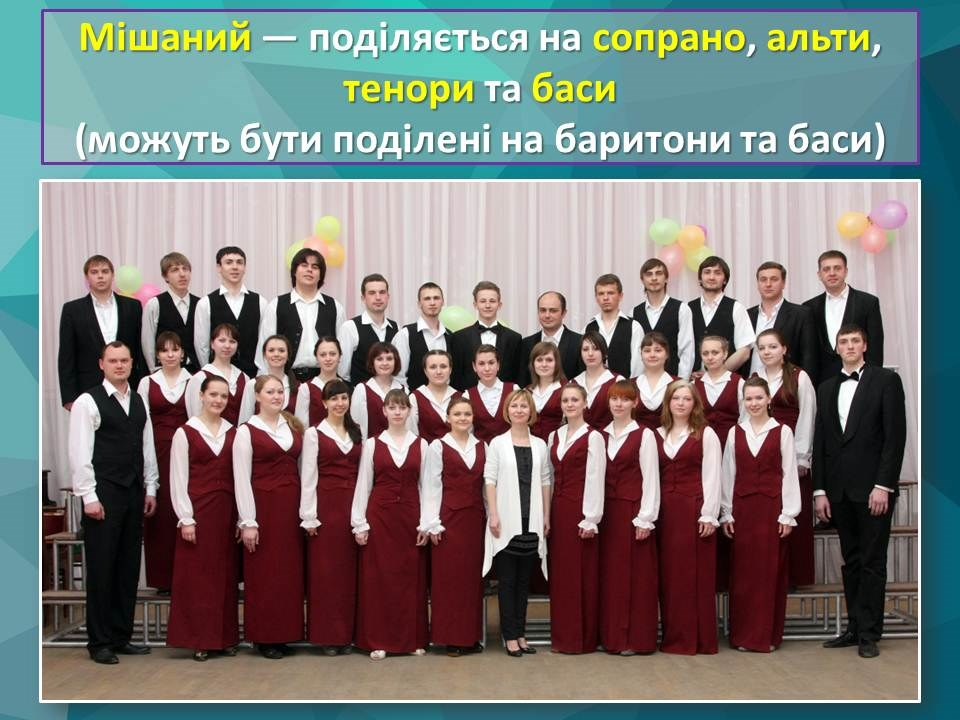 Мішаний — поділяється на сопрано, альти,
тенори та баси
(можуть бути поділені на баритони та баси)